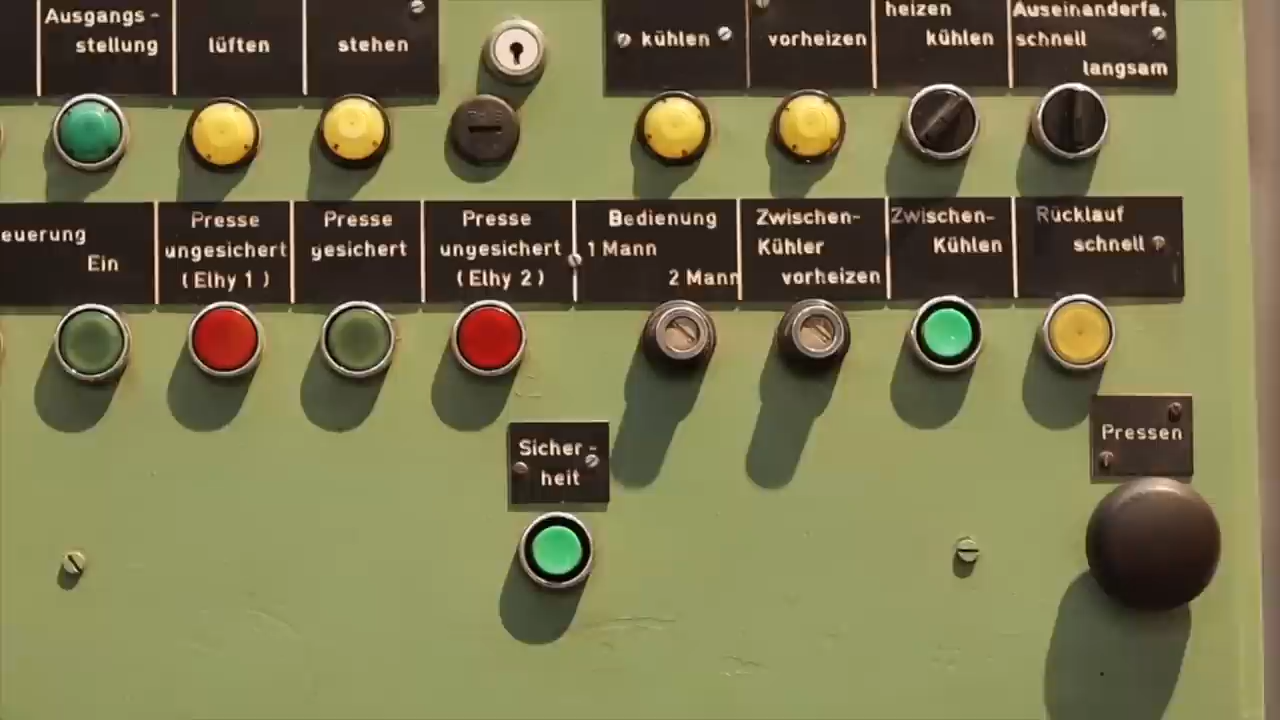 Ausgangs-
stellung
lüften
stehen
kühlen
vorheizen
heizen
kühlen
Auseinanderfa.
schnell
langsam
euerung
Ein
Presse
ungesichert
(Elhy 1)
Presse
gesichert
Presse
ungesichert
(Elhy 2)
Bedienung
1 Mann
2 Mann
Zwischen-
Kühler
vorheizen
Zwischen-
Kühlen
Rücklauf
schnell
Sicher-
heit
Pressen